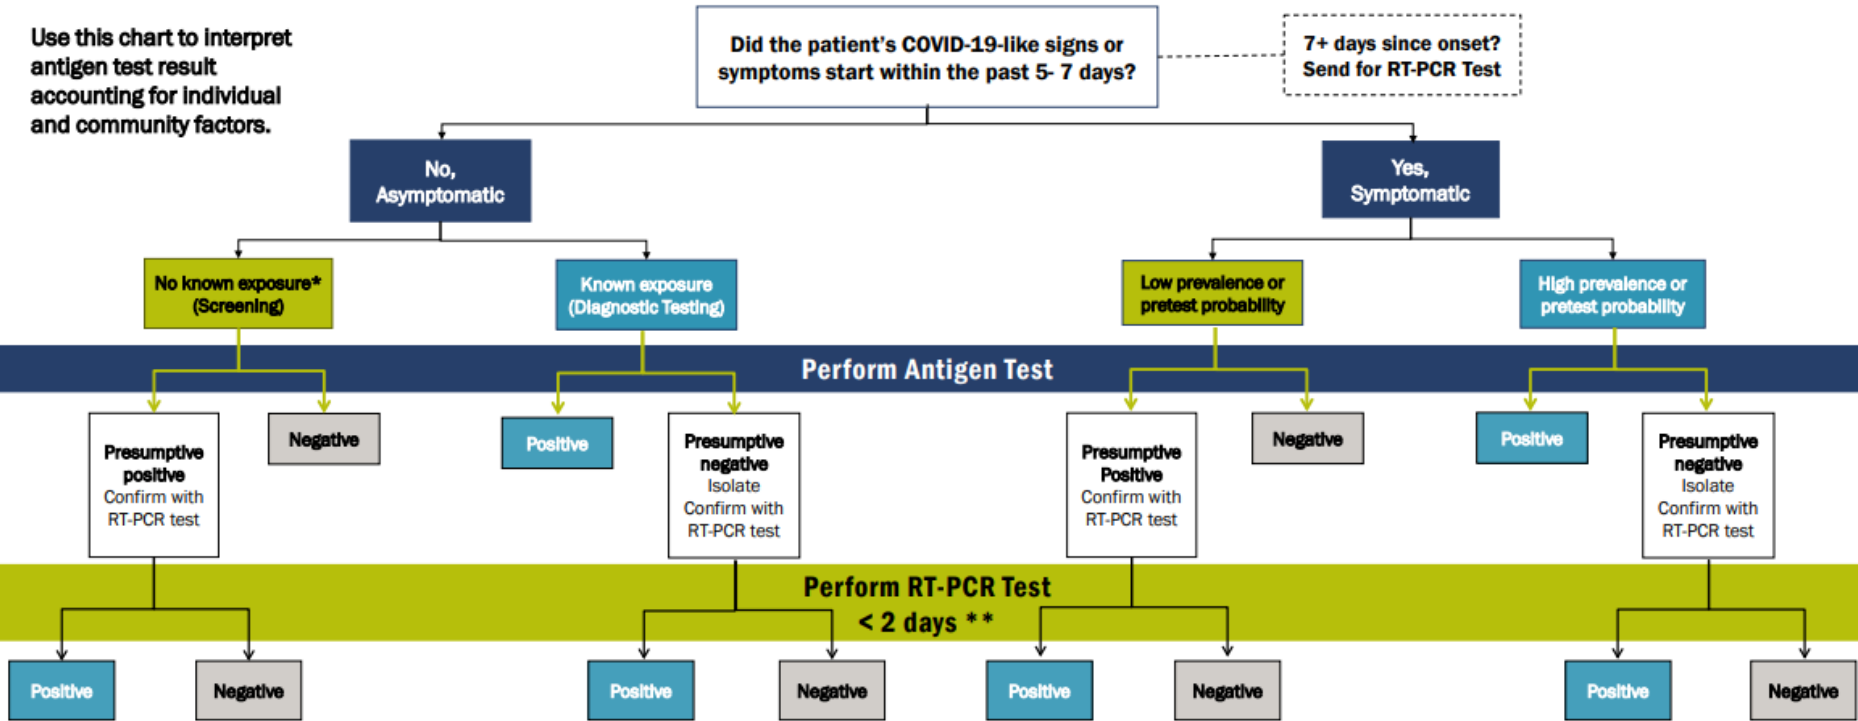 Use this chart to interpret
antigen test result
accounting for individual
and community factors.
Did the patient's COVID-19-like signs or
symptoms start within the past 5- 7 days?
7+ days since onset?
Send for RT-PCR Test
No,
Asymptomatic
Yes,
Symptomatic
No known exposure*
(Screening)
Known exposure
(Diagnostic Testing)
Low prevalence or
pretest probability
High prevalence or
pretest probability
Perform Antigen Test
Presumptive
positive
Confirm with
RT-PCR test
Negative
Positive
Presumptive
negative
Isolate
Confirm with
RT-PCR test
Presumptive
Positive
Confirm with
RT-PCR test
Negative
Positive
Presumptive
negative
Isolate
Confirm with
RT-PCR test
Perform RT-PCR Test
< 2 days **
Positive
Negative
Positive
Negative
Positive
Negative
Positive
Negative